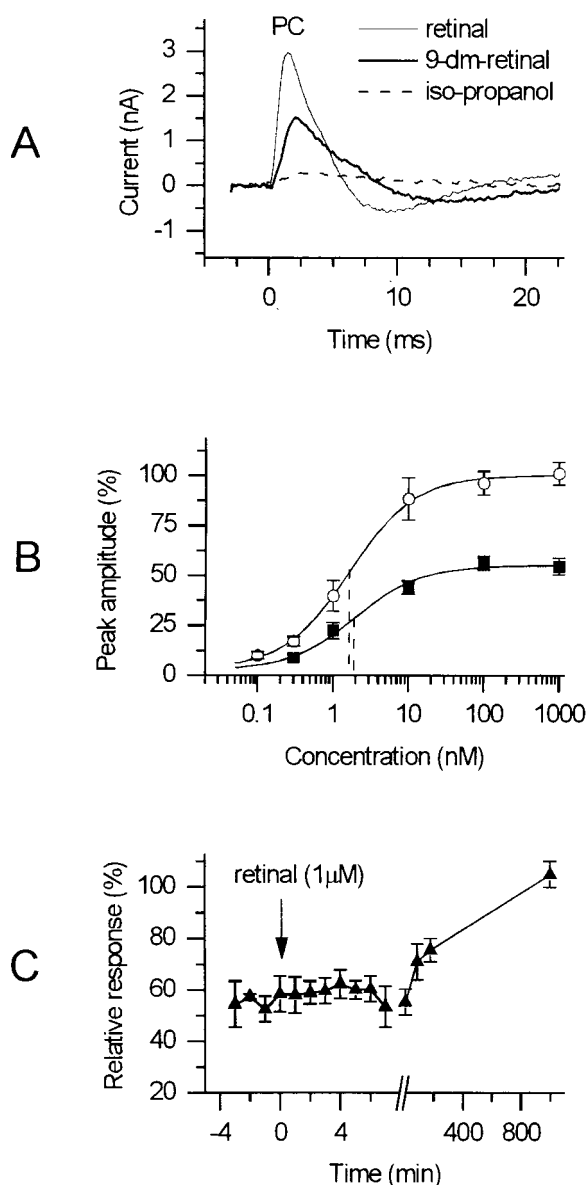 A
PC
retinal
9-dm-retinal
iso-propanol
Current (nA)
3
2
1
0
-1
0 10 20
Time (ms)
B
Peak amplitude (%)
100
75
50
25
0
0.1 1 10 100 1000
Concentration (nM)
C
retinal (1μM)
Relative response (%)
100
80
60
40
20
-4 0 4 400 800
Time (min)